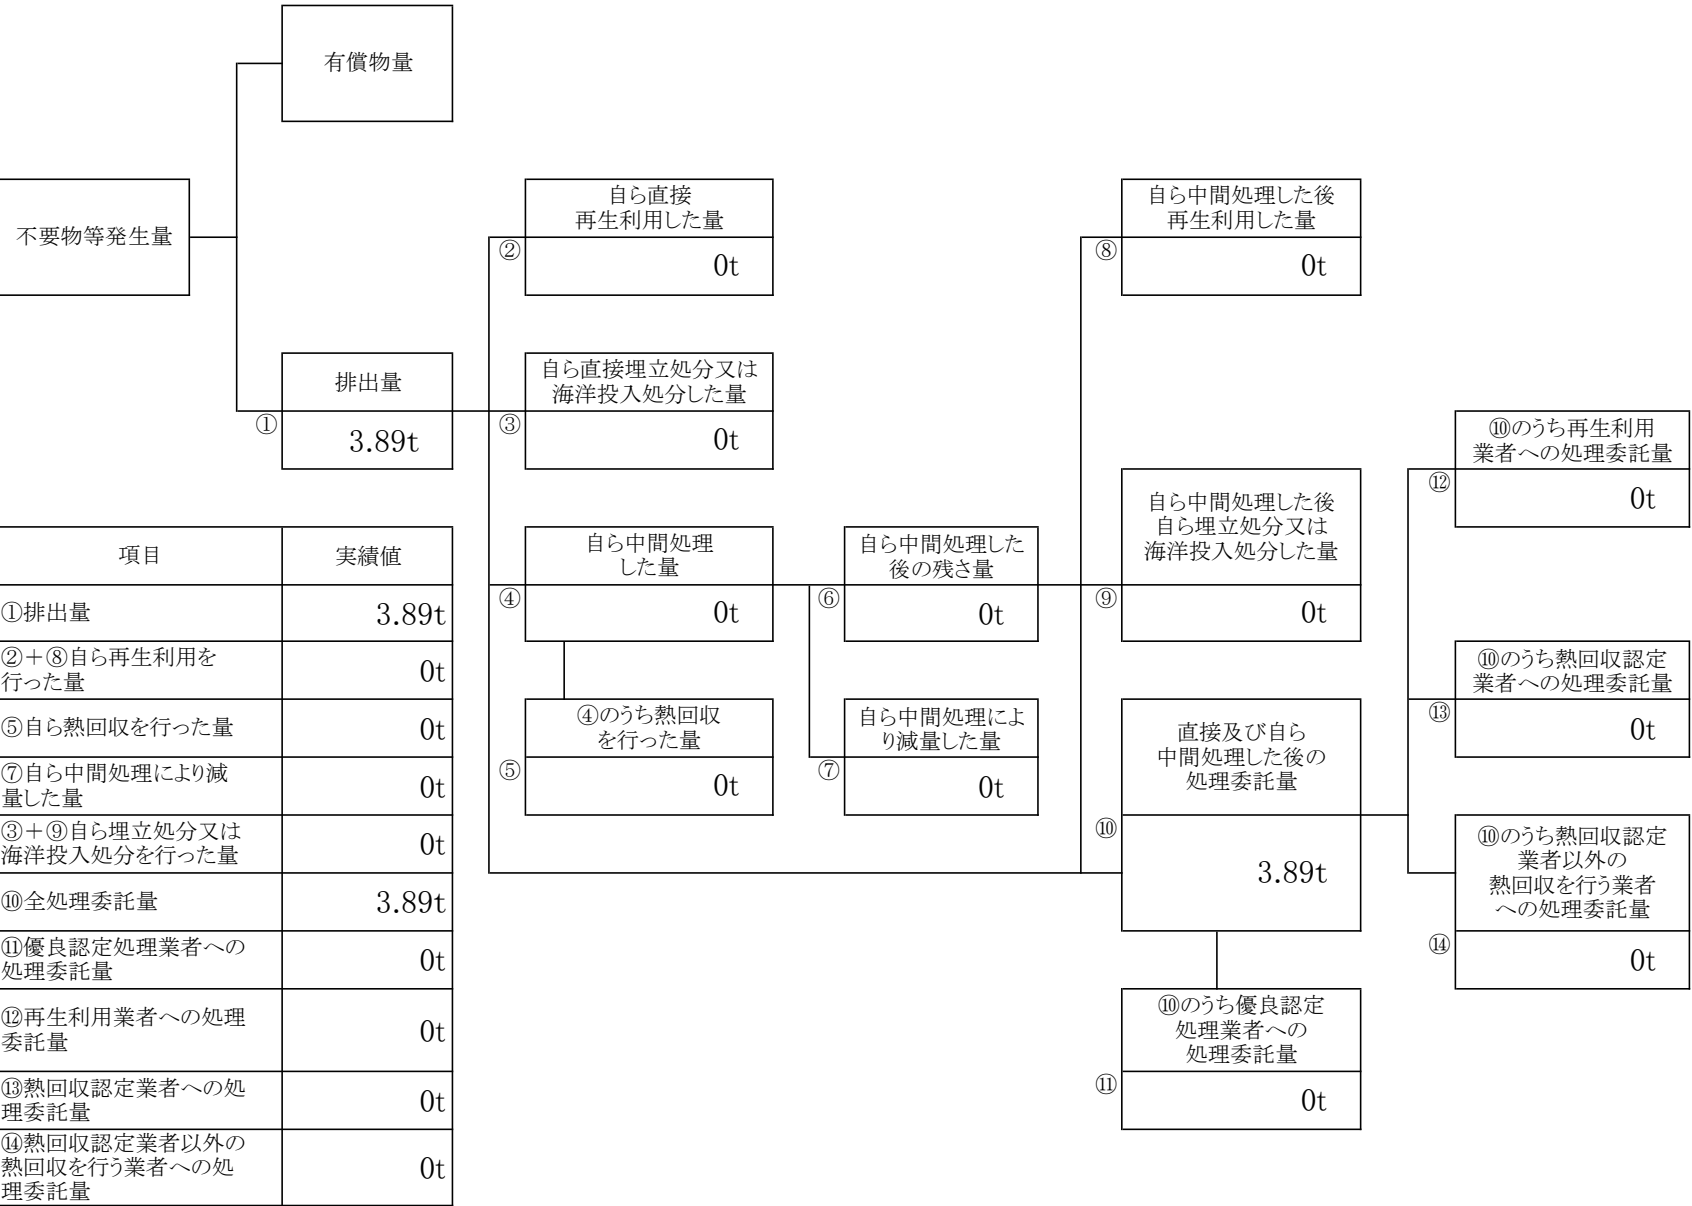 有償物量
不要物等発生量
自ら直接
再生利用した量
②
0t
自ら中間処理した後
再生利用した量
⑧
0t
排出量
①
3.89t
自ら直接埋立処分又は
海洋投入処分した量
③
0t
⑩のうち再生利用
業者への処理委託量
⑫
0t
自ら中間処理した後
自ら埋立処分又は
海洋投入処分した量
⑨
0t
自ら中間処理
した量
④
0t
自ら中間処理した
後の残さ量
⑥
0t
⑩のうち熱回収認定
業者への処理委託量
⑬
0t
④のうち熱回収
を行った量
⑤
0t
自ら中間処理によ
り減量した量
⑦
0t
直接及び自ら
中間処理した後の
処理委託量
⑩
3.89t
⑩のうち熱回収認定
業者以外の
熱回収を行う業者
への処理委託量
⑭
0t
⑩のうち優良認定
処理業者への
処理委託量
⑪
0t
項目 実績値
①排出量 3.89t
②+⑧自ら再生利用を
行った量 0t
⑤自ら熱回収を行った量 0t
⑦自ら中間処理により減
量した量 0t
③+⑨自ら埋立処分又は
海洋投入処分を行った量 0t
⑩全処理委託量 3.89t
⑪優良認定処理業者への
処理委託量 0t
⑫再生利用業者への処理
委託量 0t
⑬熱回収認定業者への処
理委託量 0t
⑭熱回収認定業者以外の
熱回収を行う業者への処
理委託量 0t